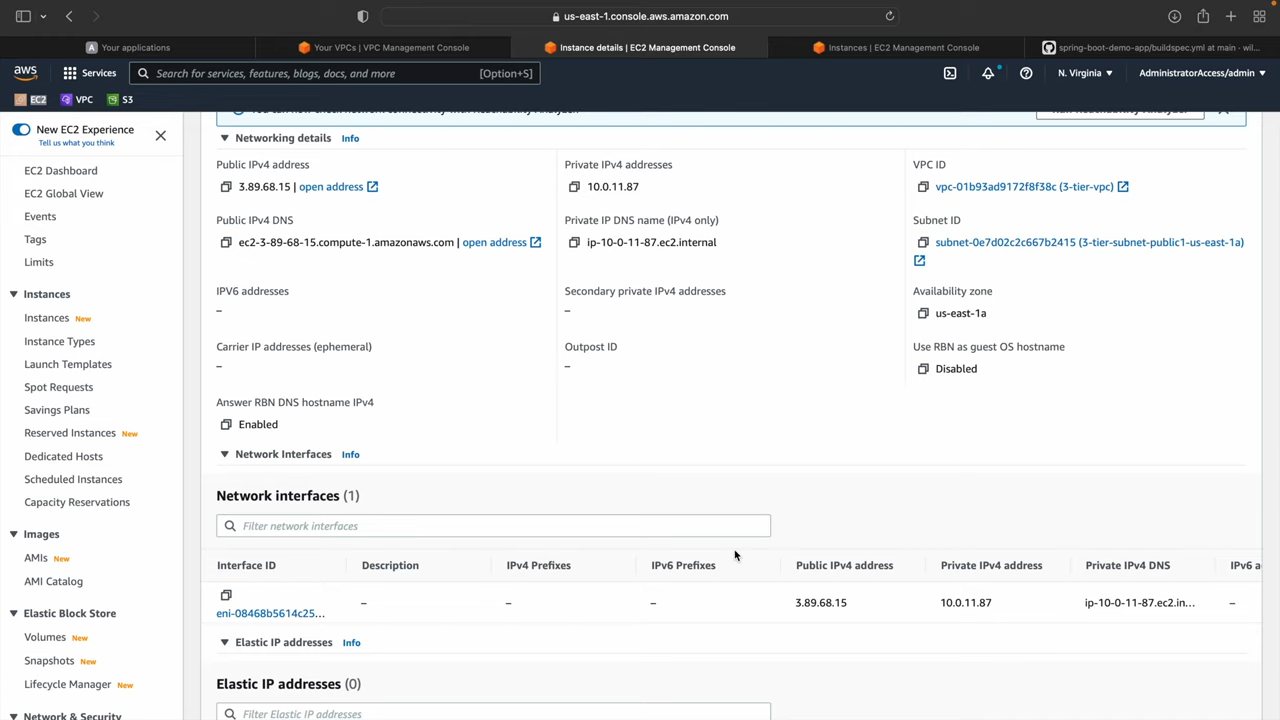 us-east-1.console.aws.amazon.com
A Your applications
Your VPCs | VPC Management Console
Instance details | EC2 Management Console
Instances | EC2 Management Console
spring-boot-demo-app/buildspec.yml at main · wil...
aws
Services
Search for services, features, blogs, docs, and more
[Option+S]
N. Virginia
AdministratorAccess/admin
EC2
VPC
S3
New EC2 Experience
Tell us what you think
EC2 Dashboard
EC2 Global View
Events
Tags
Limits
Instances
Instances New
Instance Types
Launch Templates
Spot Requests
Savings Plans
Reserved Instances New
Dedicated Hosts
Scheduled Instances
Capacity Reservations
Images
AMIs New
AMI Catalog
Elastic Block Store
Volumes New
Snapshots New
Lifecycle Manager New
Network & Security
Networking details Info
Public IPv4 address
3.89.68.15 | open address
Private IPv4 addresses
10.0.11.87
VPC ID
vpc-01b93ad9172f8f38c (3-tier-vpc)
Public IPv4 DNS
ec2-3-89-68-15.compute-1.amazonaws.com | open address
Private IP DNS name (IPv4 only)
ip-10-0-11-87.ec2.internal
Subnet ID
subnet-0e7d02c2c667b2415 (3-tier-subnet-public1-us-east-1a)
IPV6 addresses
–
Secondary private IPv4 addresses
–
Availability zone
us-east-1a
Carrier IP addresses (ephemeral)
–
Outpost ID
–
Use RBN as guest OS hostname
Disabled
Answer RBN DNS hostname IPv4
Enabled
Network Interfaces Info
Network interfaces (1)
Filter network interfaces
Interface ID Description IPv4 Prefixes IPv6 Prefixes Public IPv4 address Private IPv4 address Private IPv4 DNS IPv6 a
eni-08468b5614c25... – – – 3.89.68.15 10.0.11.87 ip-10-0-11-87.ec2.in... –
Elastic IP addresses Info
Elastic IP addresses (0)
Filter Elastic IP addresses